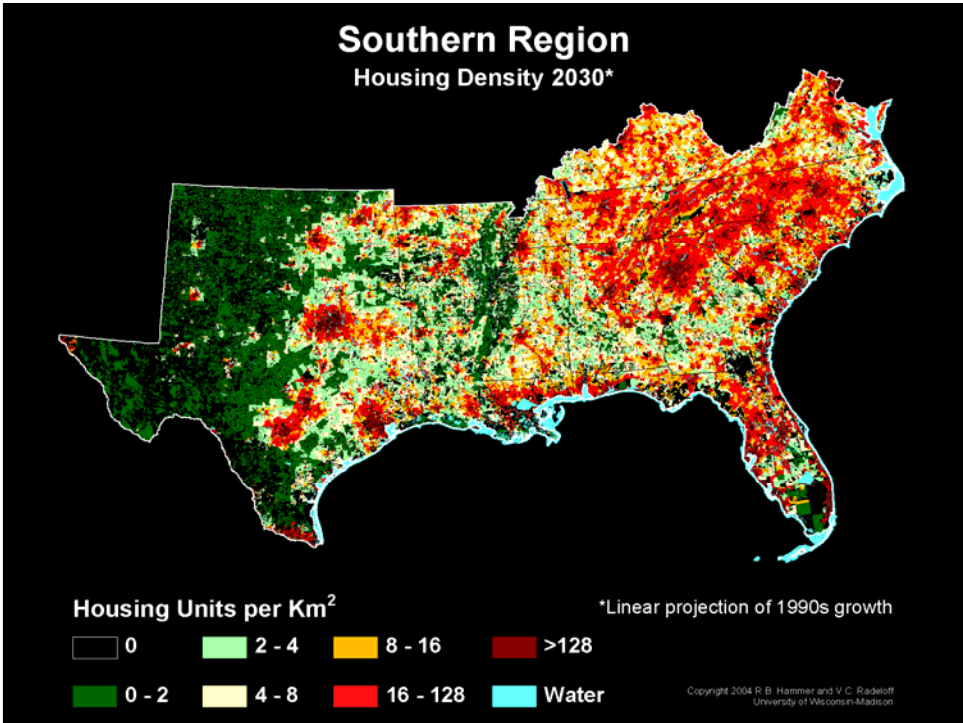 Southern Region
Housing Density 2030*
Housing Units per Km²
*Linear projection of 1990s growth
0
2 - 4
8 - 16
>128
0 - 2
4 - 8
16 - 128
Water
Copyright 2004 R.B. Hammer and V.C. Radeloff
University of Wisconsin-Madison